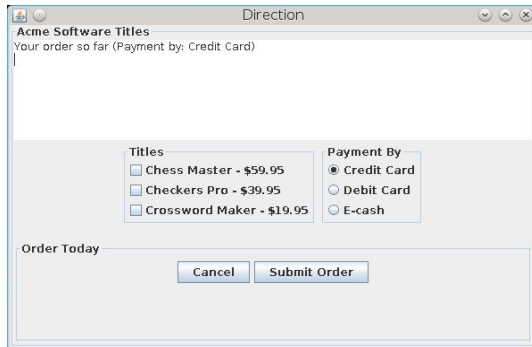 Direction
Acme Software Titles
Your order so far (Payment by: Credit Card)
Titles
Chess Master - $59.95
Checkers Pro - $39.95
Crossword Maker - $19.95
Payment By
Credit Card
Debit Card
E-cash
Order Today
Cancel
Submit Order